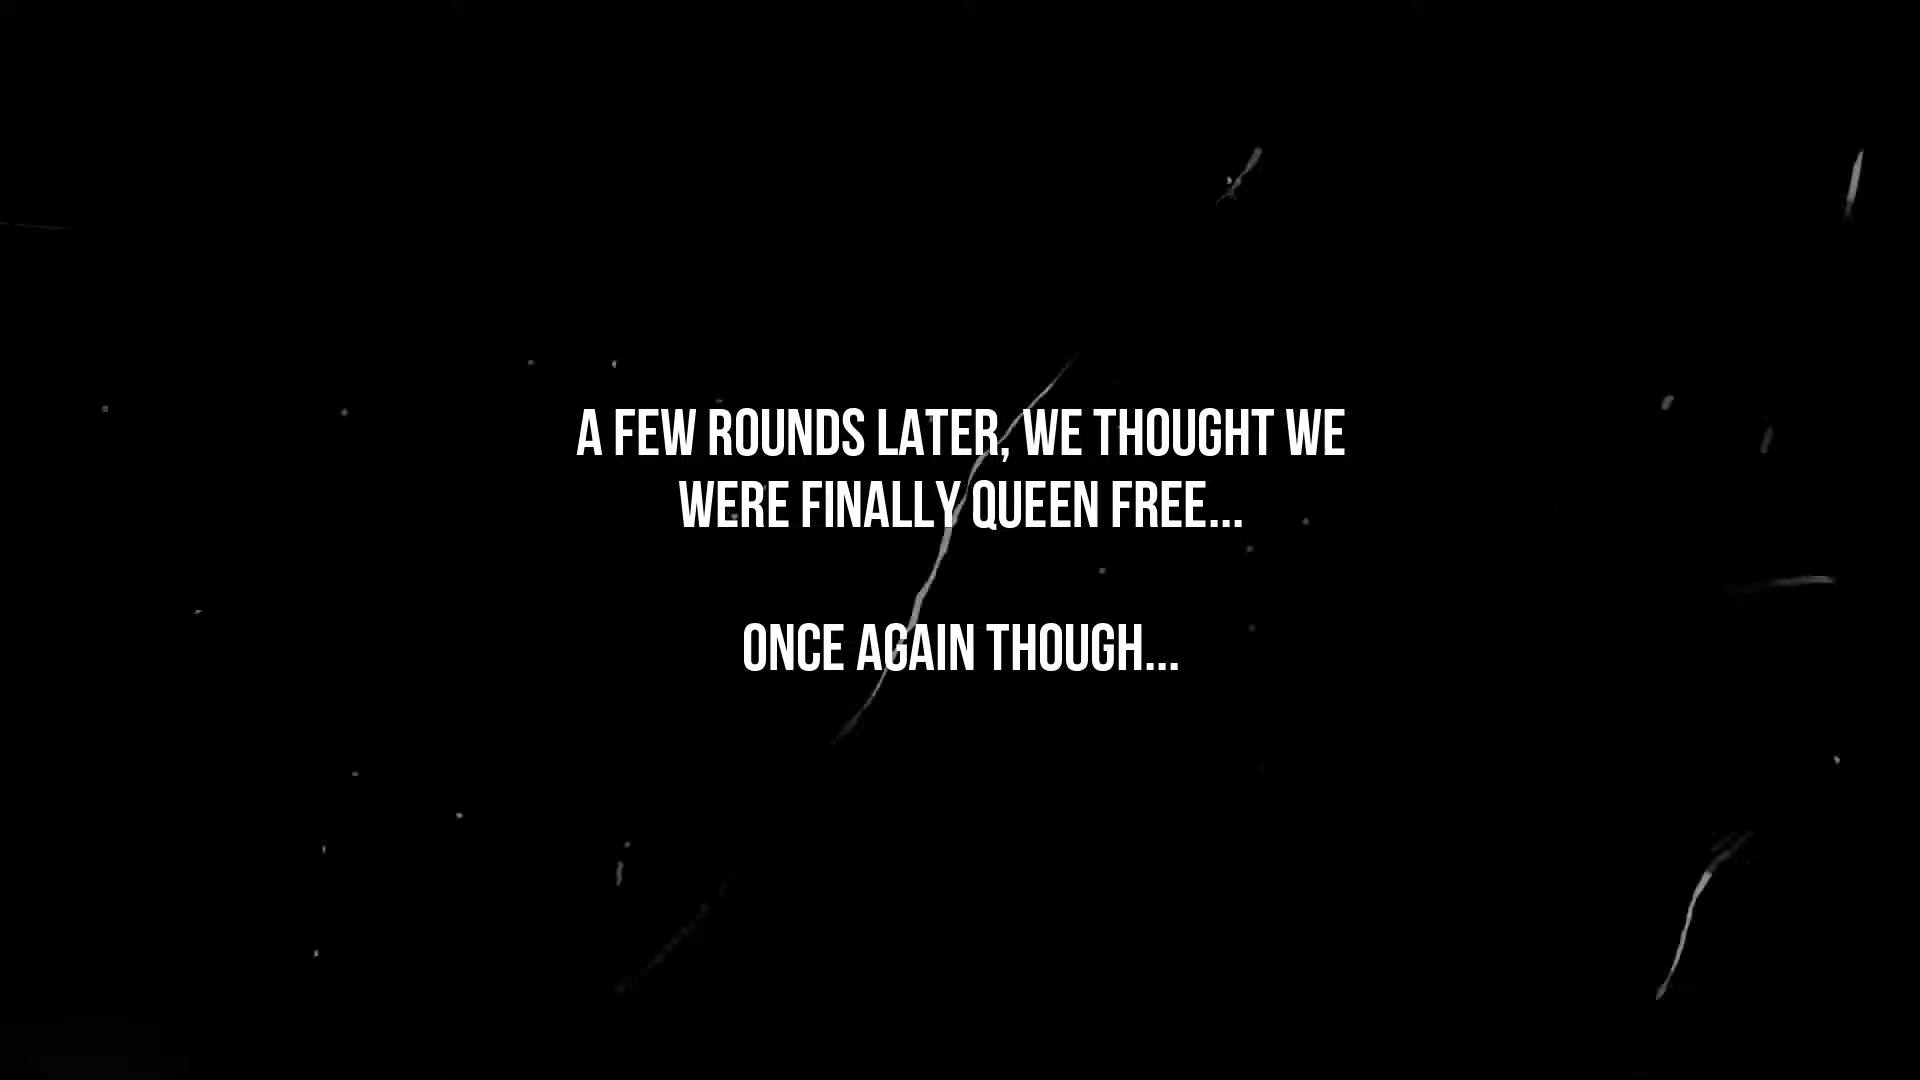 A FEW ROUNDS LATER, WE THOUGHT WE
WERE FINALLY QUEEN FREE...
ONCE AGAIN THOUGH...